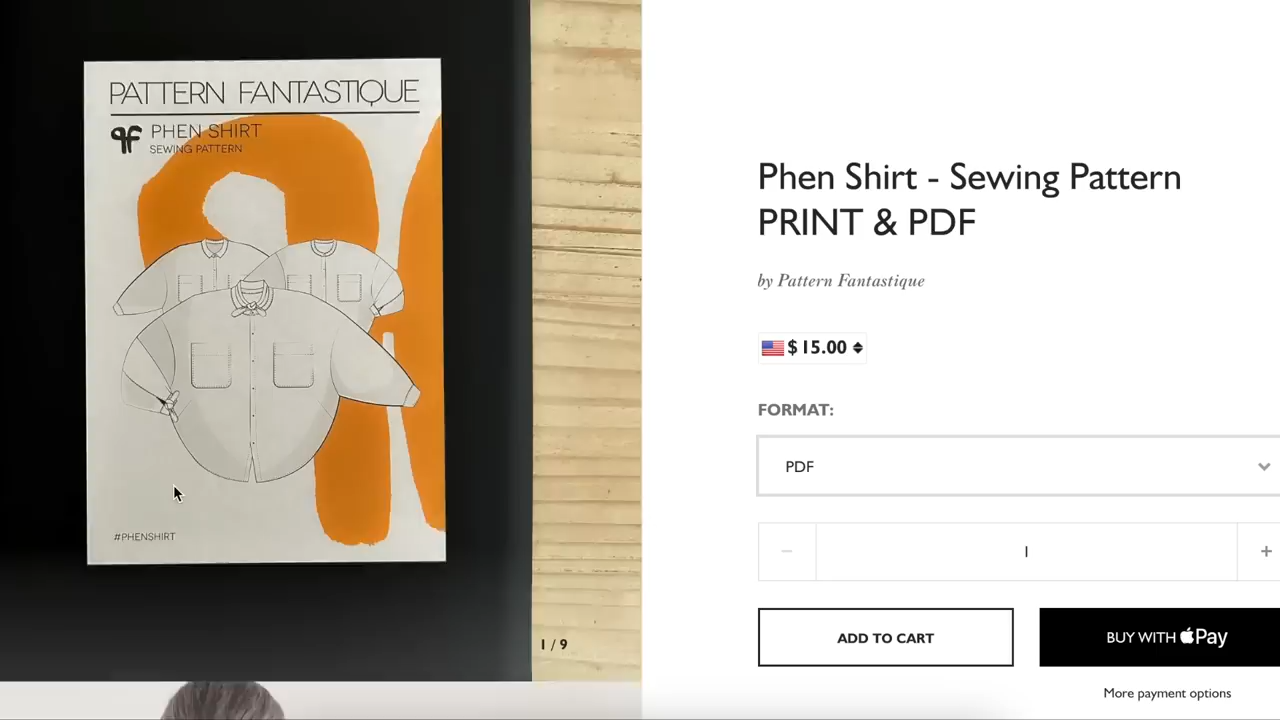 PATTERN FANTASTIQUE
PF PHEN SHIRT
SEWING PATTERN
#PHENSHIRT
1 / 9
Phen Shirt - Sewing Pattern
PRINT & PDF
by Pattern Fantastique
$ 15.00
FORMAT:
PDF
− 1 +
ADD TO CART
BUY WITH Pay
More payment options